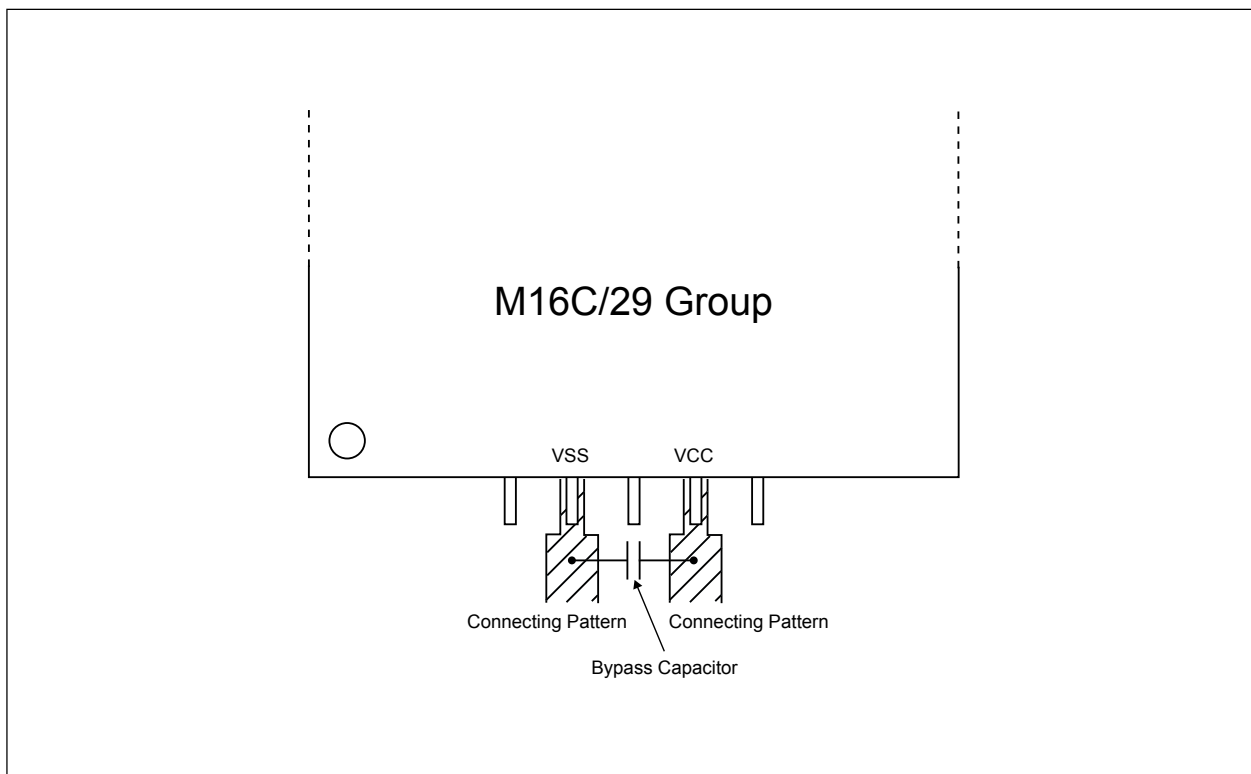 M16C/29 Group
VSS VCC
Connecting Pattern Connecting Pattern
Bypass Capacitor